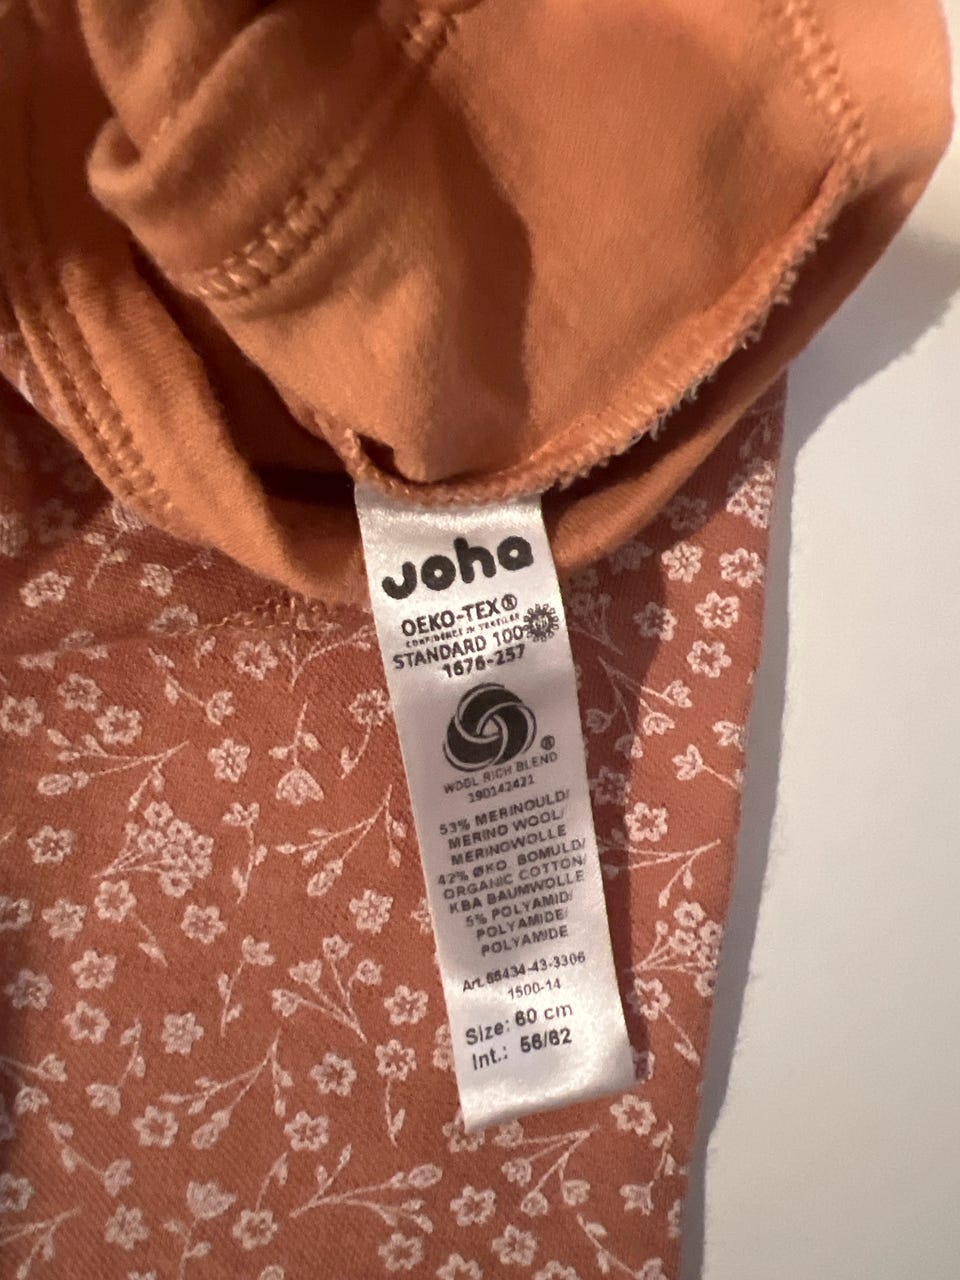 Joha
OEKO-TEX®
CONFIDENCE IN TEXTILES
STANDARD 100
1676-257
®
WOOL RICH BLEND
190142421
53% MERINOULD/
MERINO WOOL/
MERINOWOLLE
42% ØKO. BOMULD/
ORGANIC COTTON/
KBA BAUMWOLLE
5% POLYAMID/
POLYAMIDE/
POLYAMIDE
Art. 66434-43-3306
1500-14
Size: 60 cm
Int.: 56/62